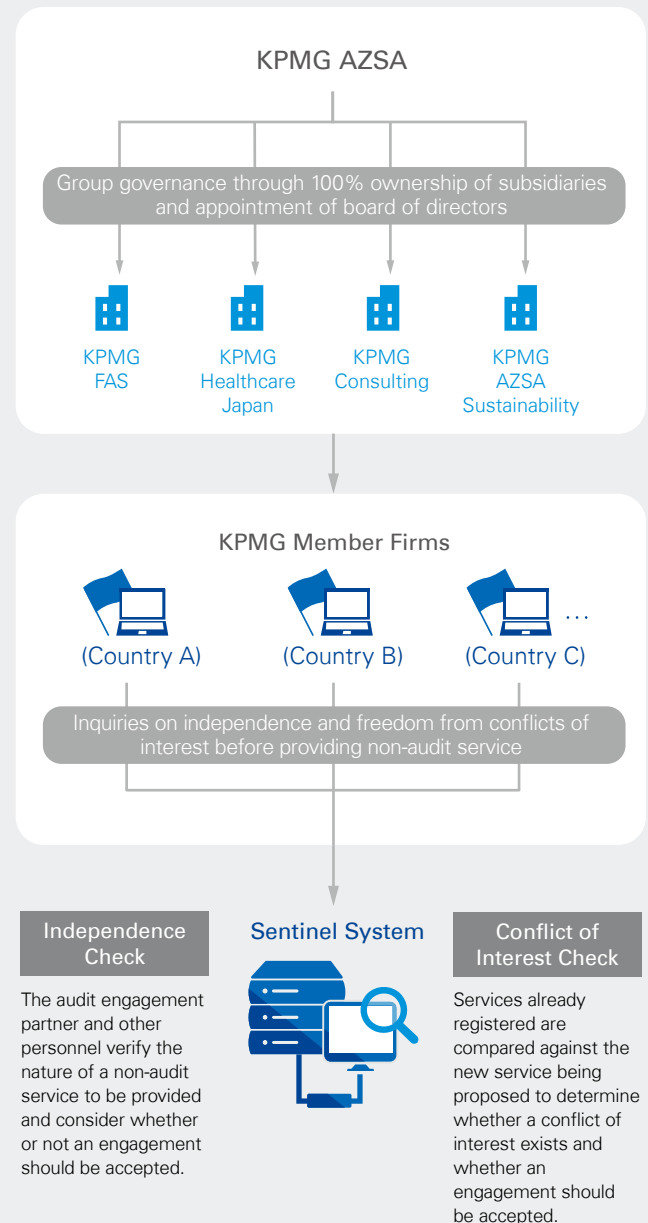 KPMG AZSA
Group governance through 100% ownership of subsidiaries
and appointment of board of directors
KPMG
FAS
KPMG
Healthcare
Japan
KPMG
Consulting
KPMG
AZSA
Sustainability
KPMG Member Firms
(Country A)
(Country B)
(Country C)
...
Inquiries on independence and freedom from conflicts of
interest before providing non-audit service
Independence
Check
The audit engagement
partner and other
personnel verify the
nature of a non-audit
service to be provided
and consider whether
or not an engagement
should be accepted.
Sentinel System
Conflict of
Interest Check
Services already
registered are
compared against the
new service being
proposed to determine
whether a conflict of
interest exists and
whether an
engagement should
be accepted.